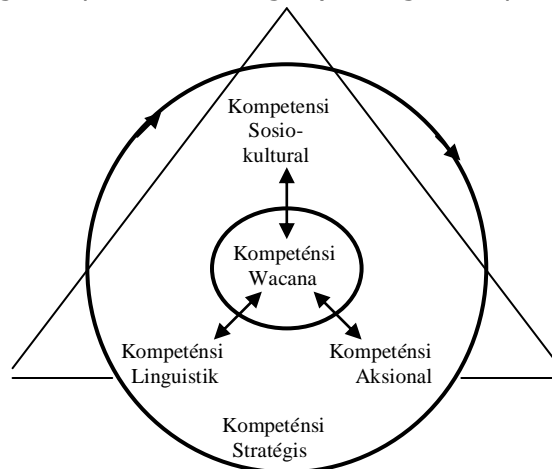 Kompetensi
Sosio-
kultural
Kompeténsi
Wacana
Kompeténsi
Linguistik
Kompeténsi
Aksional
Kompeténsi
Stratégis